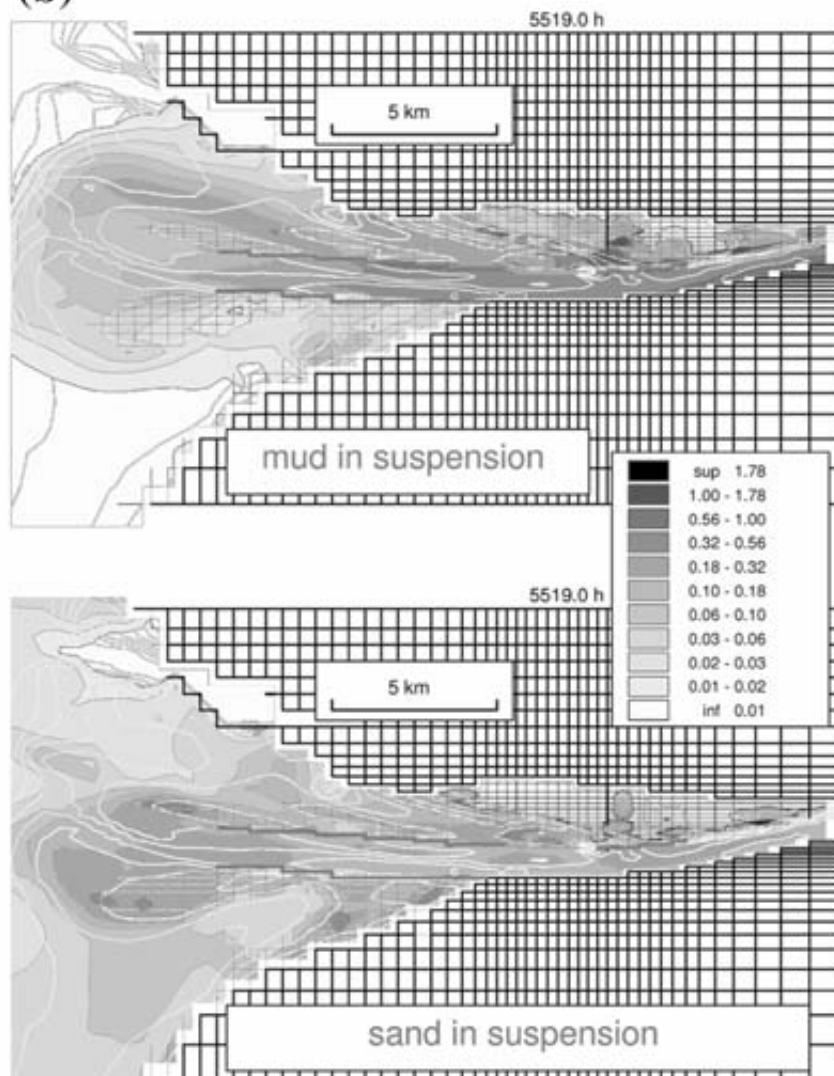 (b)
5519.0 h
5 km
mud in suspension
sup 1.78
1.00 - 1.78
0.56 - 1.00
0.32 - 0.56
0.18 - 0.32
0.10 - 0.18
0.06 - 0.10
0.03 - 0.06
0.02 - 0.03
0.01 - 0.02
inf 0.01
5519.0 h
5 km
sand in suspension